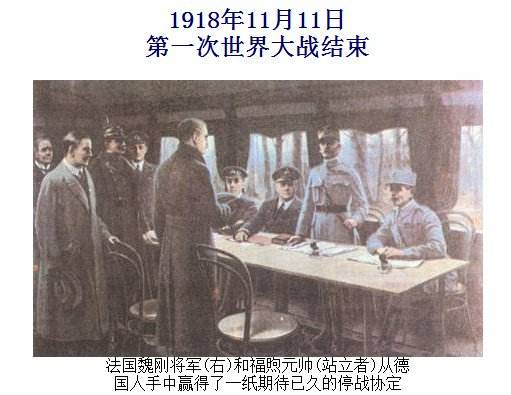 1918年11月11日
第一次世界大战结束
法国魏刚将军(右)和福煦元帅(站立者)从德
国人手中赢得了一纸期待已久的停战协定